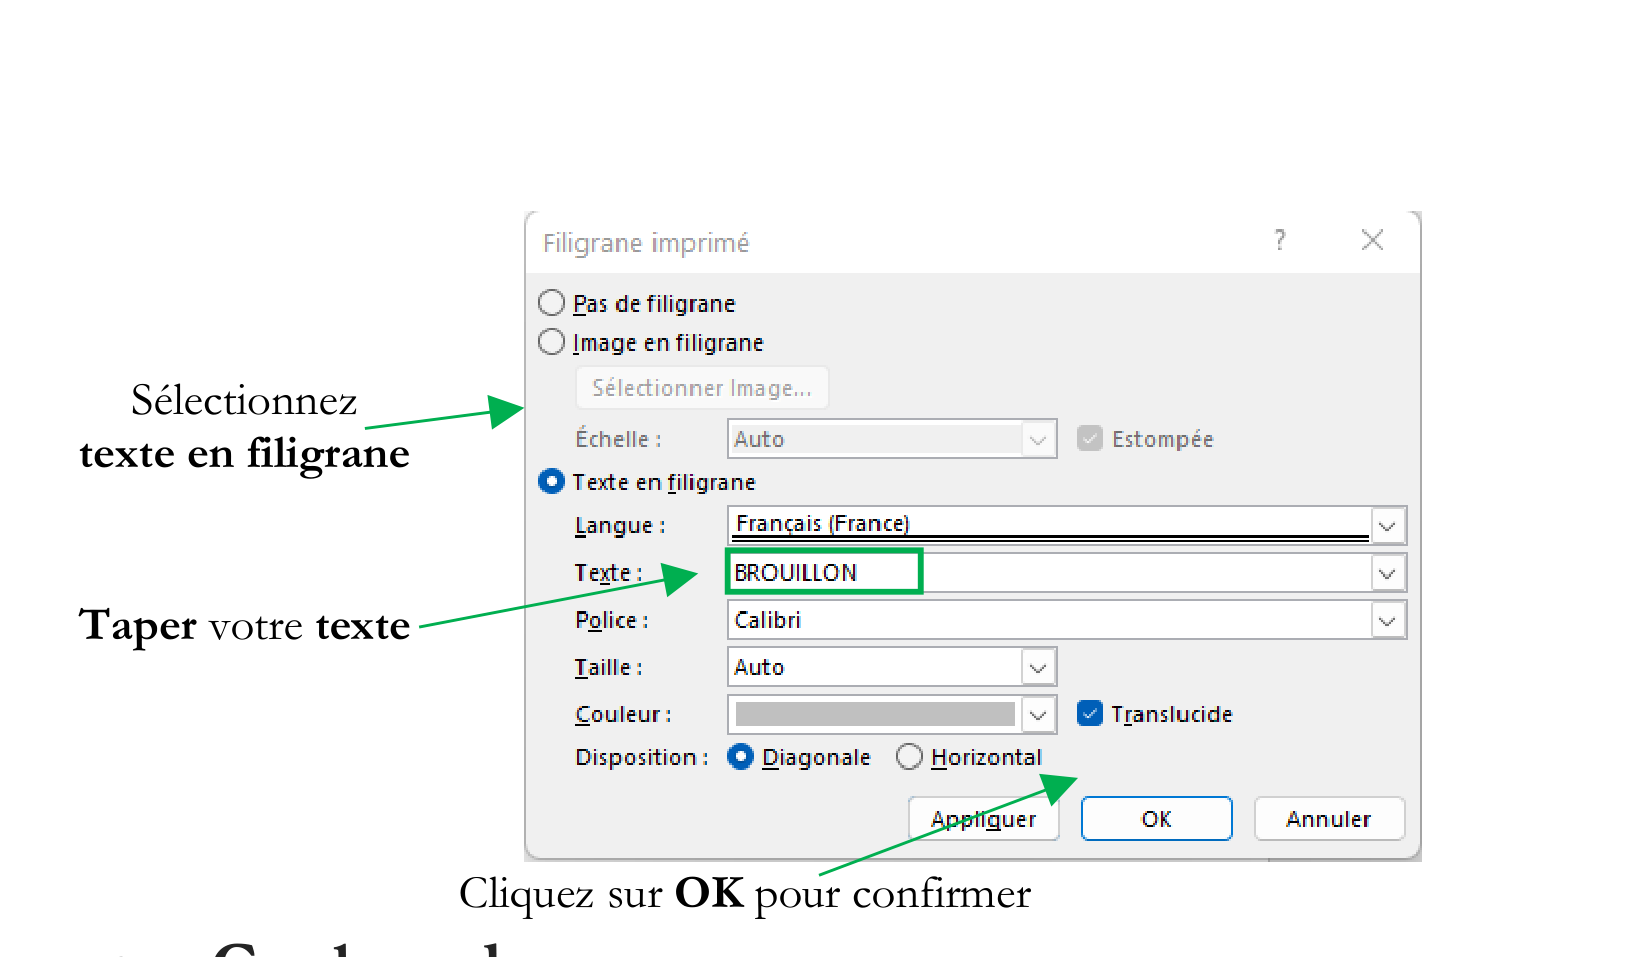 Filigrane imprimé ?
Pas de filigrane
Image en filigrane
Sélectionner Image...
Échelle : Auto Estompée
Sélectionnez
texte en filigrane
Texte en filigrane
Langue : Français (France)
Texte : BROUILLON
Taper votre texte
Police : Calibri
Taille : Auto
Couleur : Translucide
Disposition : Diagonale Horizontal
Appliquer OK Annuler
Cliquez sur OK pour confirmer